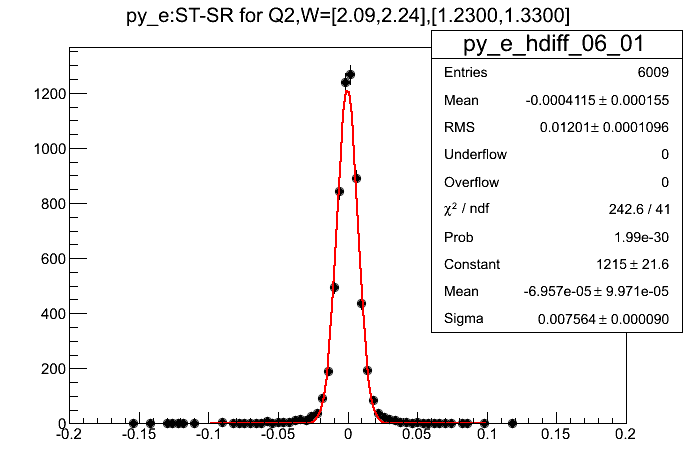 py_e:ST-SR for Q2,W=[2.09,2.24],[1.2300,1.3300]
py_e_hdiff_06_01
Entries 6009
Mean -0.0004115 ± 0.000155
RMS 0.01201 ± 0.0001096
Underflow 0
Overflow 0
χ² / ndf 242.6 / 41
Prob 1.99e-30
Constant 1215 ± 21.6
Mean -6.957e-05 ± 9.971e-05
Sigma 0.007564 ± 0.000090
1200
1000
800
600
400
200
0
-0.2 -0.15 -0.1 -0.05 0 0.05 0.1 0.15 0.2